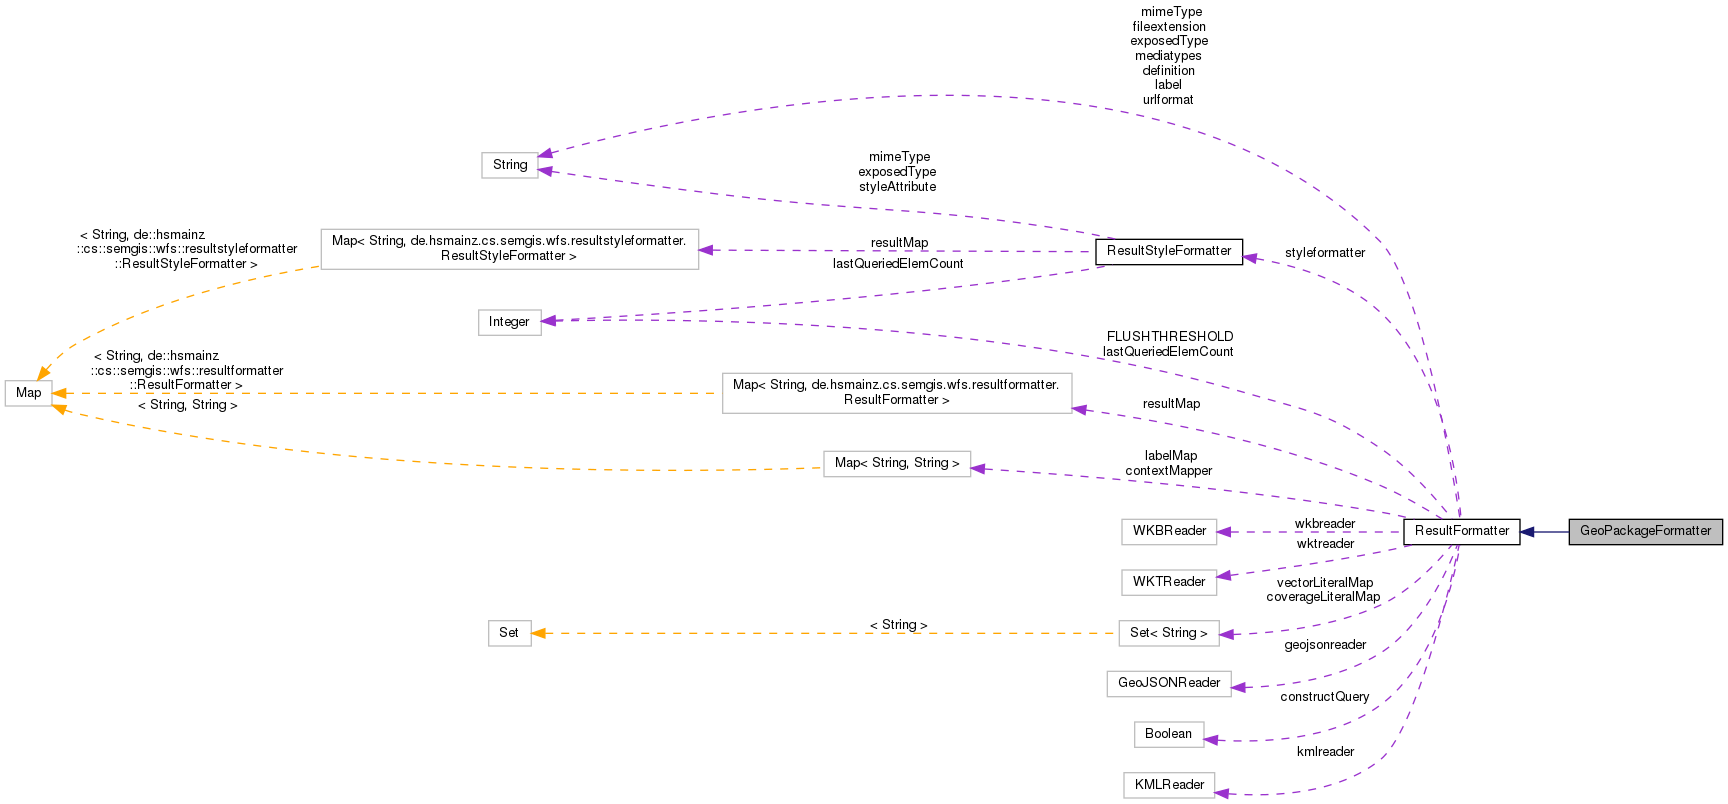 mimeType
fileextension
exposedType
mediatypes
definition
label
urlformat
String
mimeType
exposedType
styleAttribute
< String, de::hsmainz
::cs::semgis::wfs::resultstyleformatter
::ResultStyleFormatter >
Map< String, de.hsmainz.cs.semgis.wfs.resultstyleformatter.
ResultStyleFormatter >
resultMap
ResultStyleFormatter
styleformatter
lastQueriedElemCount
Integer
FLUSHTHRESHOLD
lastQueriedElemCount
< String, de::hsmainz
::cs::semgis::wfs::resultformatter
::ResultFormatter >
Map
< String, String >
Map< String, de.hsmainz.cs.semgis.wfs.resultformatter.
ResultFormatter >
resultMap
Map< String, String >
labelMap
contextMapper
WKBReader
wkbreader
ResultFormatter
GeoPackageFormatter
wktreader
WKTReader
vectorLiteralMap
coverageLiteralMap
Set
< String >
Set< String >
geojsonreader
GeoJSONReader
constructQuery
Boolean
kmlreader
KMLReader